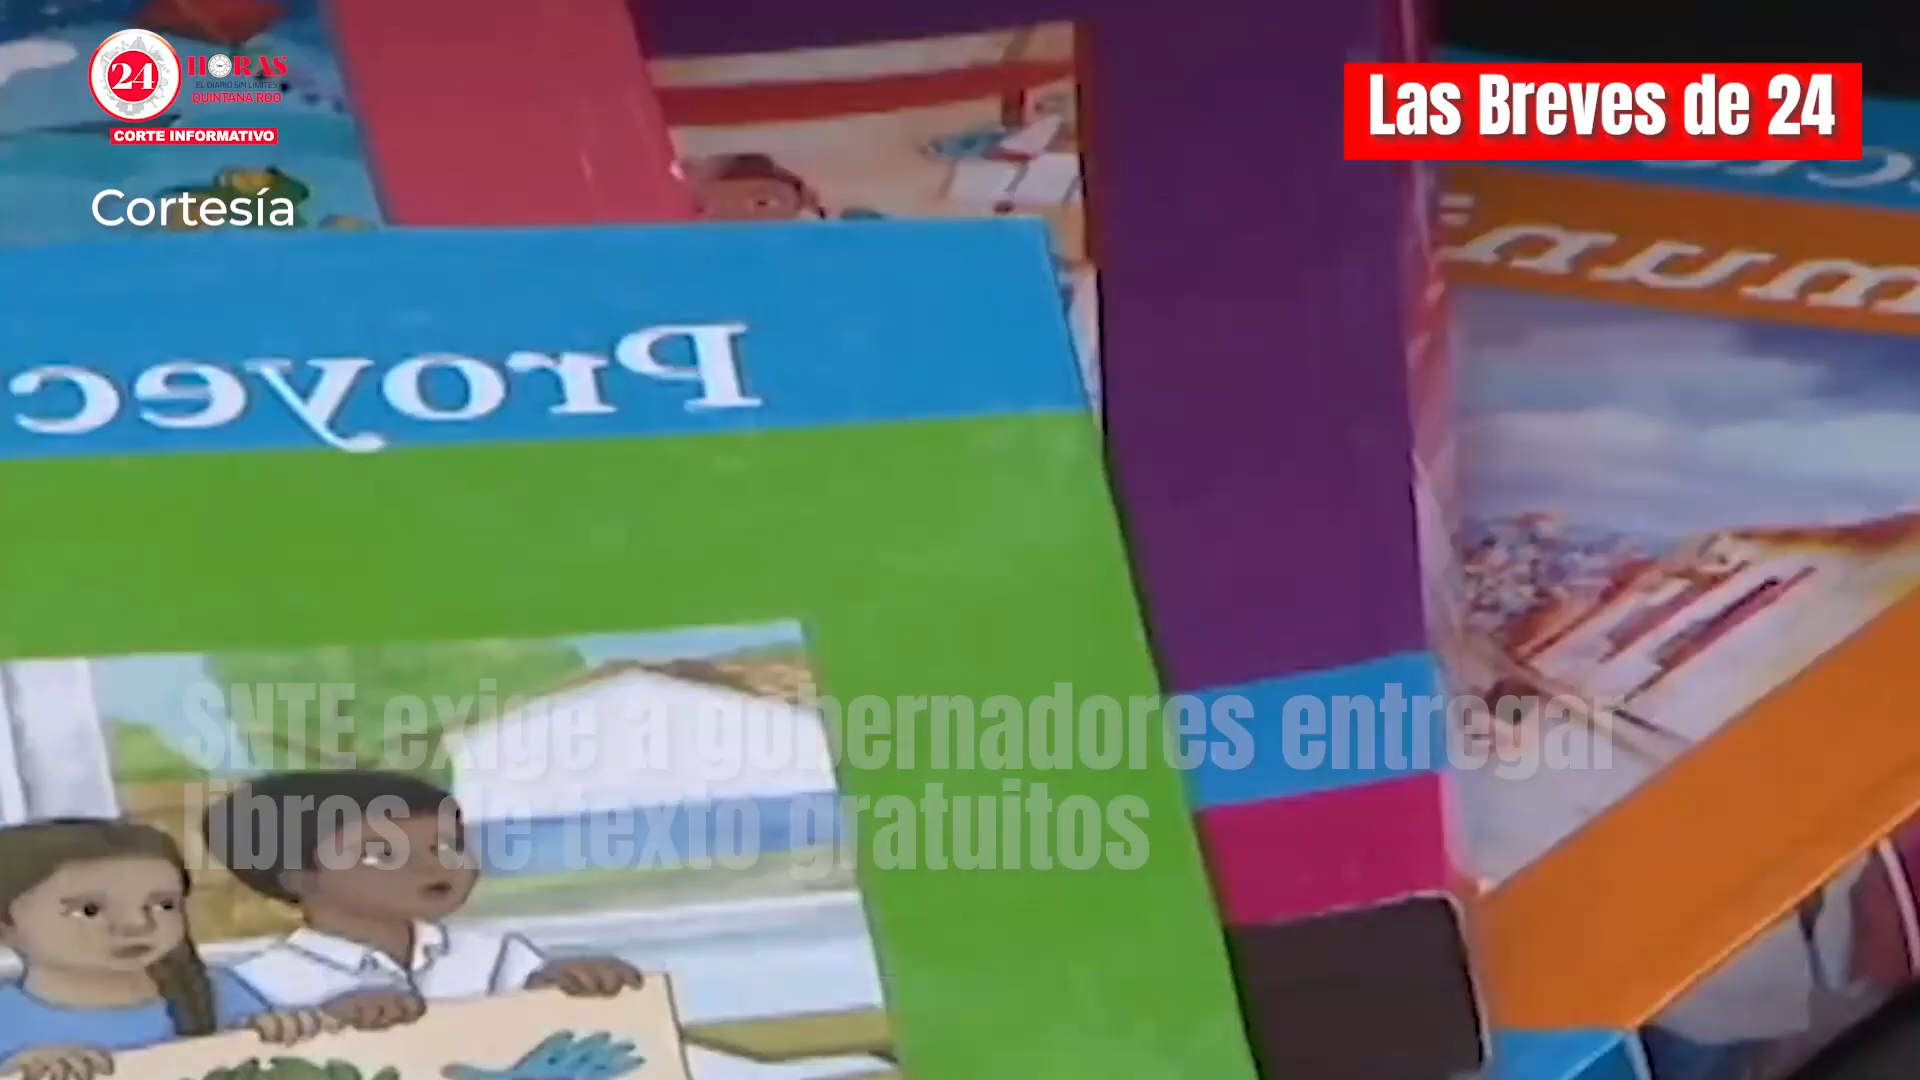 24
HORAS
EL DIARIO SIN LÍMITES
QUINTANA ROO
CORTE INFORMATIVO
Las Breves de 24
Cortesía
Proyec
SNTE exige a gobernadores entregar
libros de texto gratuitos